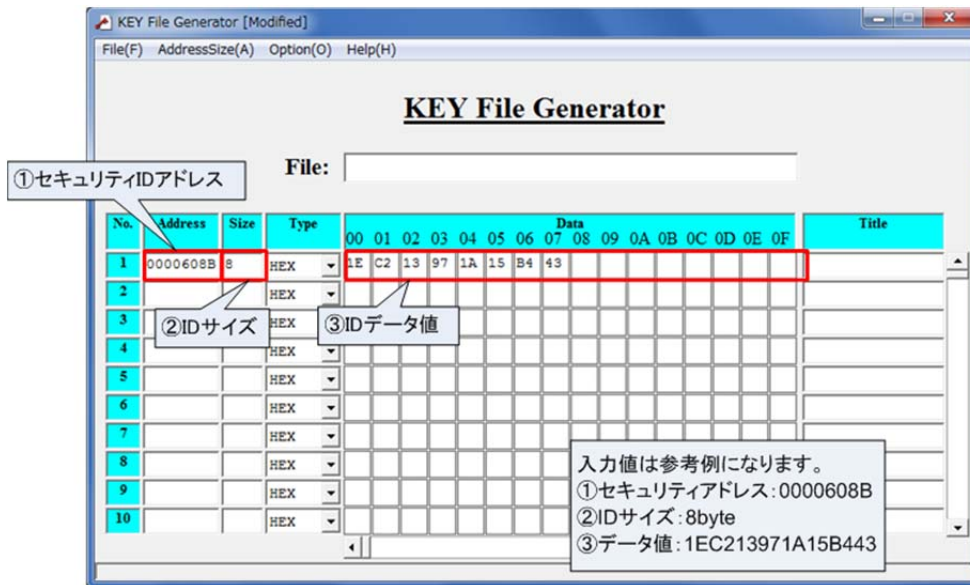 KEY File Generator [Modified]
File(F) AddressSize(A) Option(O) Help(H)
KEY File Generator
File:
①セキュリティIDアドレス
No. Address Size Type Data Title
00 01 02 03 04 05 06 07 08 09 0A 0B 0C 0D 0E 0F
1 0000608B 8 HEX 1E C2 13 97 1A 15 B4 43
2 HEX
3 HEX
②IDサイズ
③IDデータ値
4 HEX
5 HEX
6 HEX
7 HEX
8 HEX
9 HEX
10 HEX
入力値は参考例になります。
①セキュリティアドレス:0000608B
②IDサイズ:8byte
③データ値:1EC213971A15B443